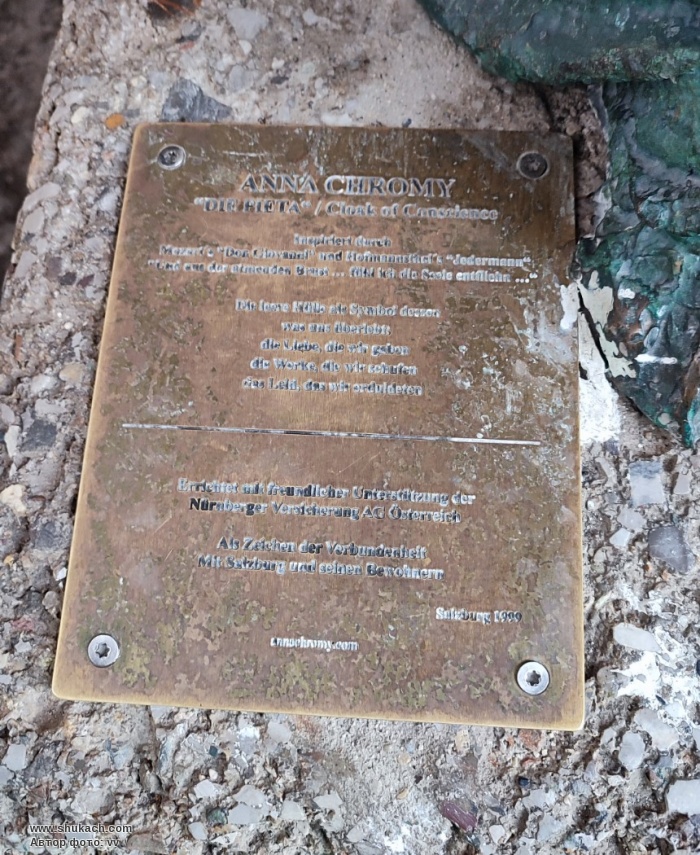 ANNA CHROMY
"DIE PIETA" / Cloak of Conscience
inspiriert durch
Mozart's "Don Giovanni" und Hofmannsthal's "Jedermann"
aus der atmenden Brust ... fühl ich die Seele entfliehn ..."
Die leere Hülle als Symbol dessen
was uns überlebt:
die Liebe, die wir geben
die Werke, die wir schufen
das Leid, das wir erduldeten
Errichtet mit freundlicher Unterstützung der
Nürnberger Versicherung AG Österreich
Als Zeichen der Verbundenheit
Mit Salzburg und seinen Bewohnern
Salzburg 1999
annachromy.com
www.shukach.com
Автор фото: vv